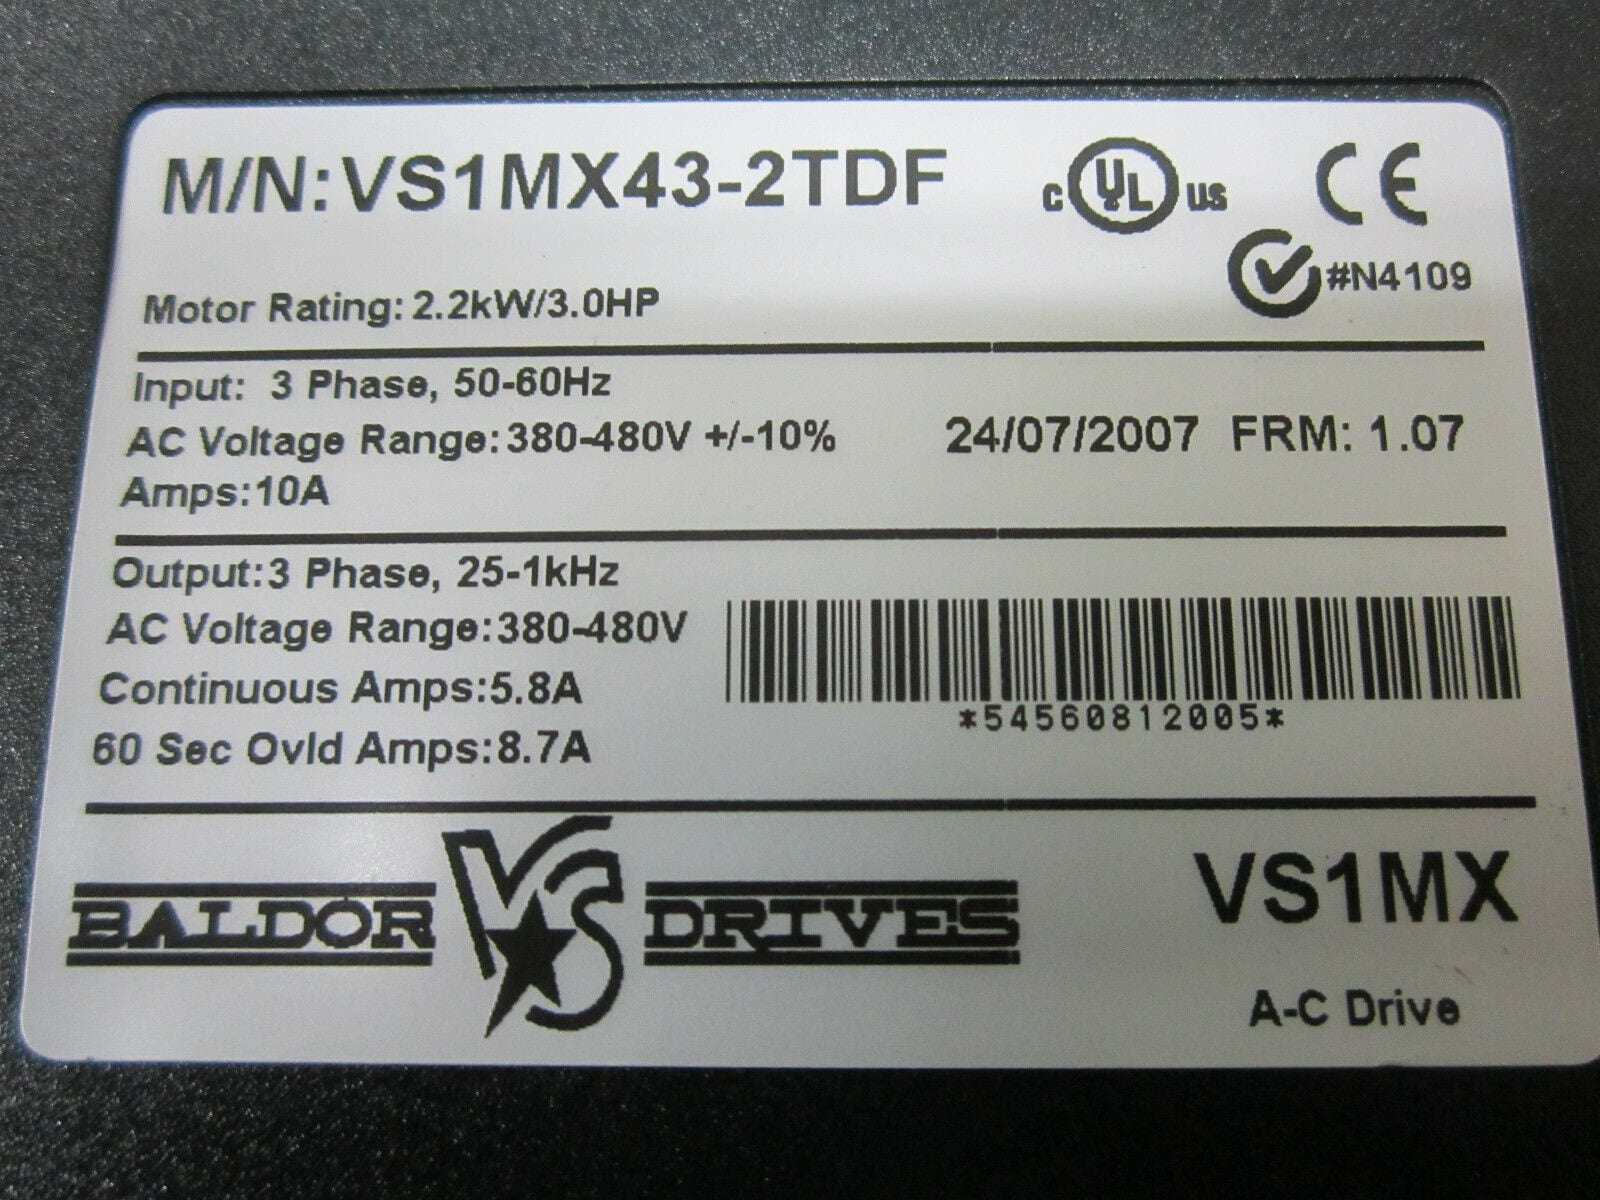 M/N: VS1MX43-2TDF
c UL us CE
#N4109
Motor Rating: 2.2kW/3.0HP
Input: 3 Phase, 50-60Hz
AC Voltage Range: 380-480V +/-10%
24/07/2007 FRM: 1.07
Amps: 10A
Output: 3 Phase, 25-1kHz
AC Voltage Range: 380-480V
Continuous Amps: 5.8A
60 Sec Ovld Amps: 8.7A
*54560812005*
BALDOR VS DRIVES
VS1MX
A-C Drive